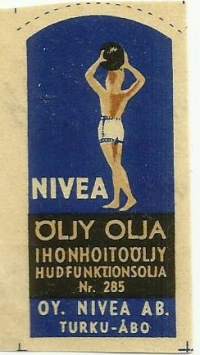 NIVEA
ÖLJY OLJA
IHONHOITOÖLJY
HUDFUNKTIONSOLJA
Nr. 285
OY. NIVEA AB.
TURKU-ÅBO